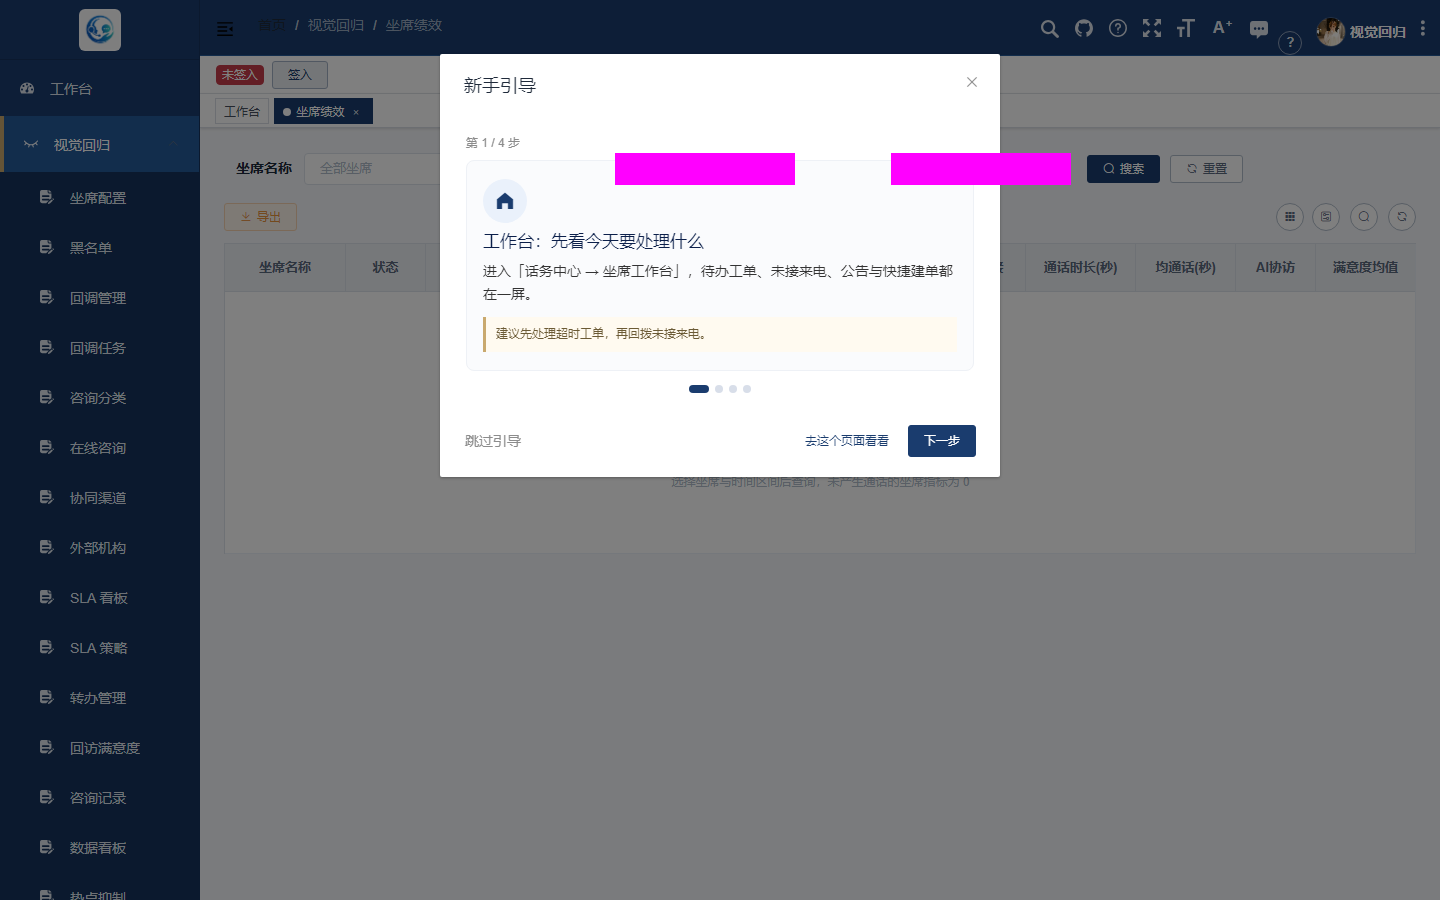 首页 / 视觉回归 / 坐席绩效
A+
?
视觉回归
工作台
视觉回归
坐席配置
黑名单
回调管理
回调任务
咨询分类
在线咨询
协同渠道
外部机构
SLA 看板
SLA 策略
转办管理
回访满意度
咨询记录
数据看板
热点抑制
未签入 签入
工作台 坐席绩效 ×
坐席名称 全部坐席 搜索 重置
导出
坐席名称 状态 通话时长(秒) 均通话(秒) AI协访 满意度均值
选择坐席与时间区间后查询，未产生通话的坐席指标为 0
新手引导
第 1 / 4 步
工作台：先看今天要处理什么
进入「话务中心 → 坐席工作台」，待办工单、未接来电、公告与快捷建单都
在一屏。
建议先处理超时工单，再回拨未接来电。
跳过引导 去这个页面看看 下一步